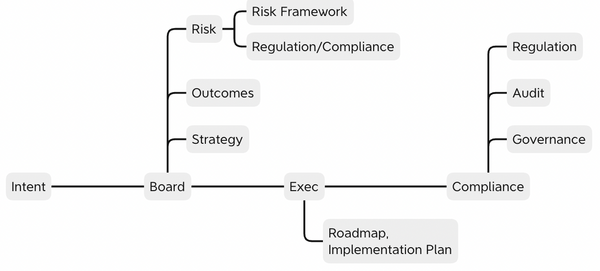 Risk Framework
Risk
Regulation/Compliance
Regulation
Outcomes
Audit
Strategy
Governance
Intent
Board
Exec
Compliance
Roadmap,
Implementation Plan